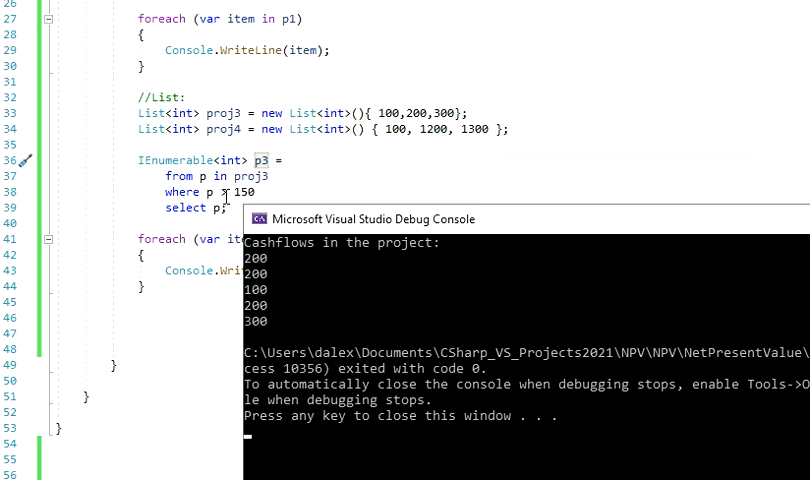 26
27 foreach (var item in p1)
28 {
29 Console.WriteLine(item);
30 }
31
32 //List:
33 List<int> proj3 = new List<int>(){ 100,200,300};
34 List<int> proj4 = new List<int>() { 100, 1200, 1300 };
35
36 IEnumerable<int> p3 =
37 from p in proj3
38 where p > 150
39 select p;
40
41 foreach (var ite
42 {
43 Console.Wri
44 }
45
46
47
48
49 }
50
51 }
52
53 }
54
55
56
Microsoft Visual Studio Debug Console
Cashflows in the project:
200
200
100
200
300
C:\Users\dalex\Documents\CSharp_VS_Projects2021\NPV\NPV\NetPresentValue\
cess 10356) exited with code 0.
To automatically close the console when debugging stops, enable Tools->O
le when debugging stops.
Press any key to close this window . . .